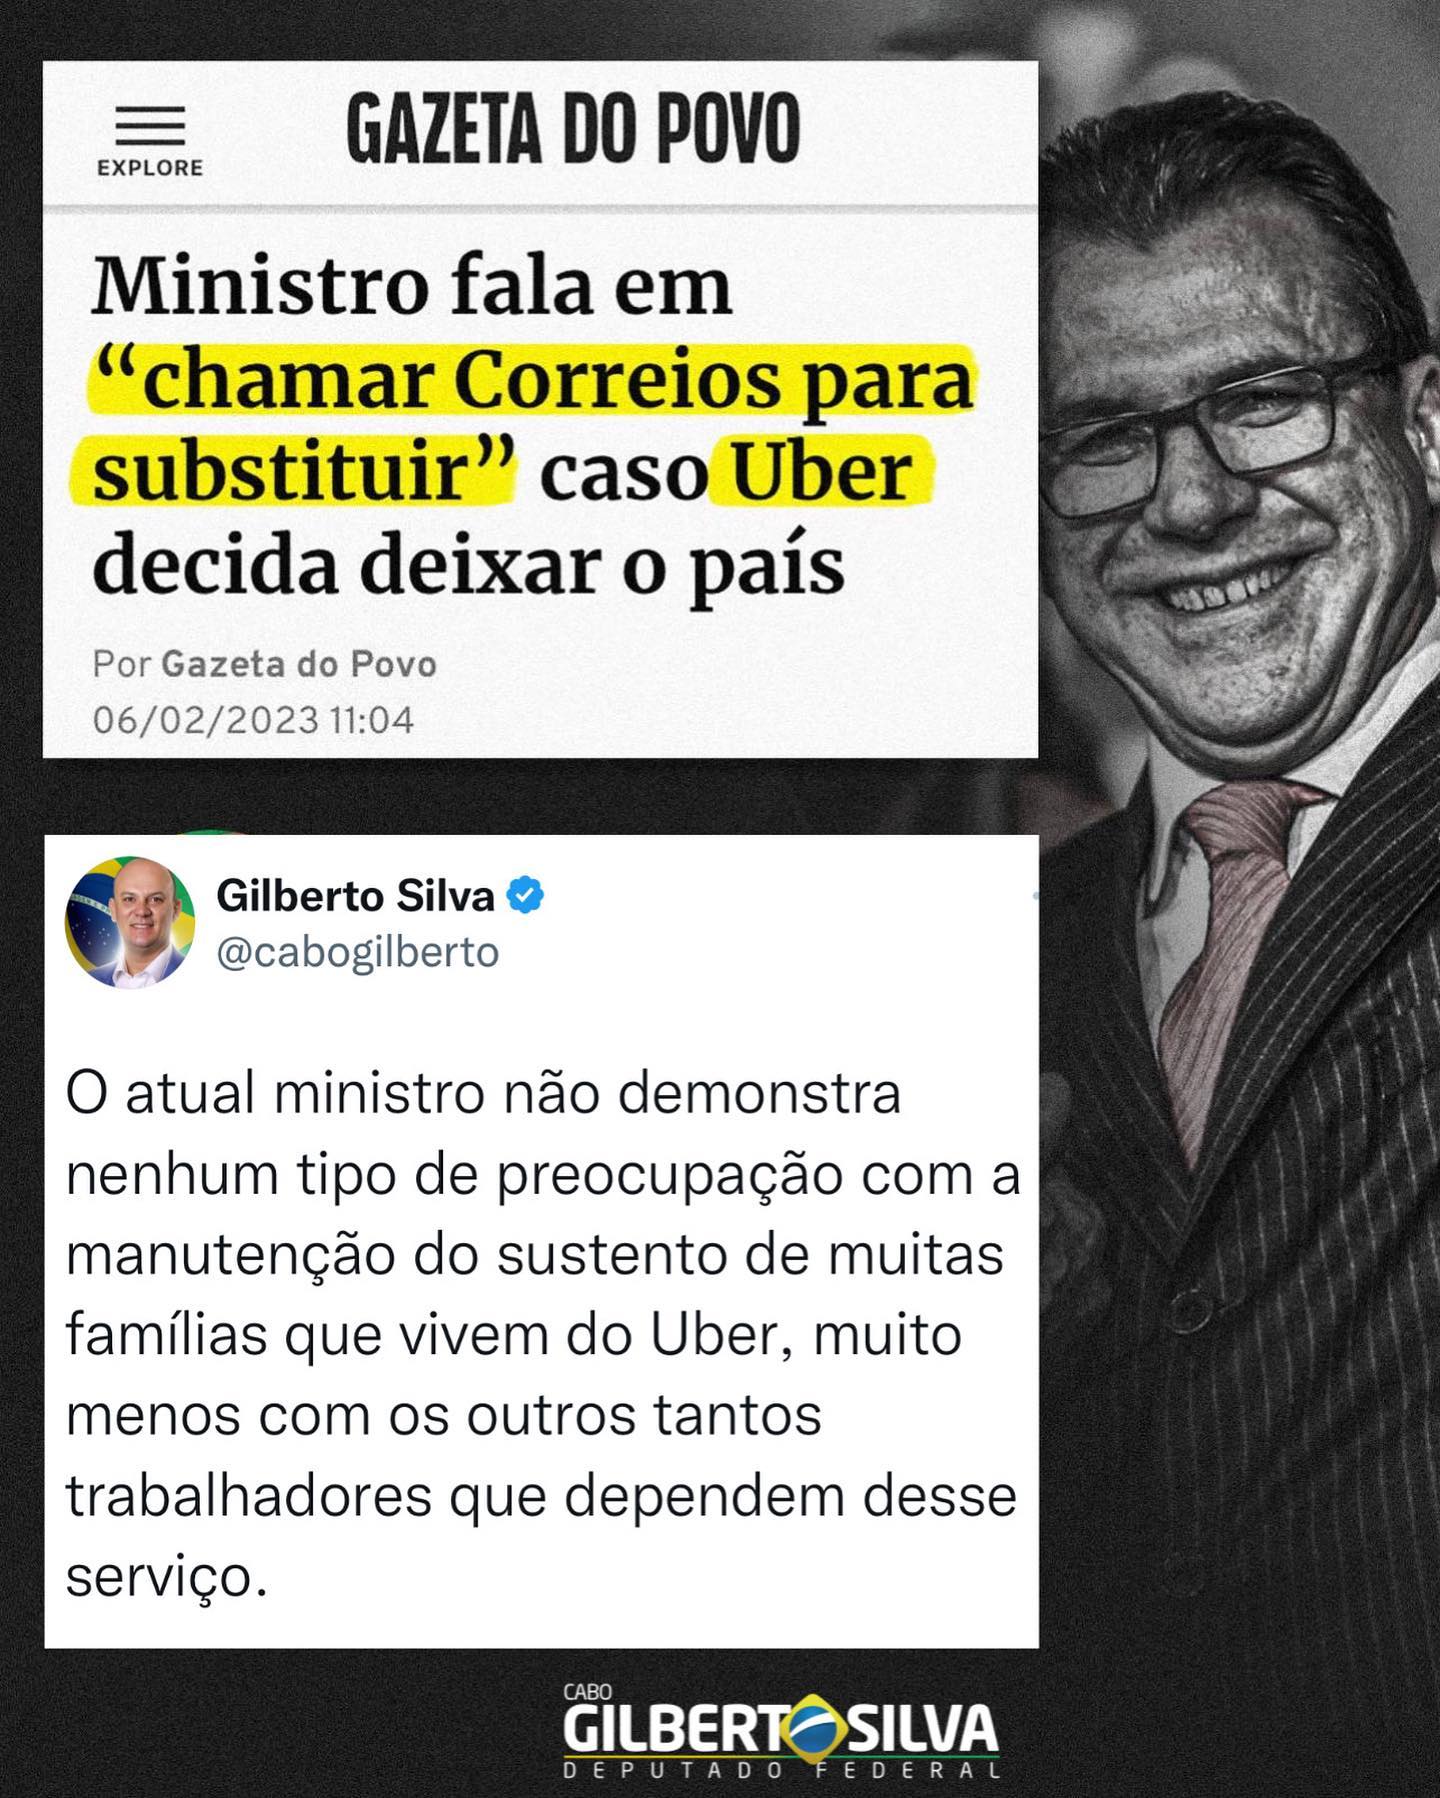 EXPLORE
GAZETA DO POVO
Ministro fala em
“chamar Correios para
substituir” caso Uber
decida deixar o país
Por Gazeta do Povo
06/02/2023 11:04
Gilberto Silva
@cabogilberto
O atual ministro não demonstra
nenhum tipo de preocupação com a
manutenção do sustento de muitas
famílias que vivem do Uber, muito
menos com os outros tantos
trabalhadores que dependem desse
serviço.
CABO
GILBERTO SILVA
DEPUTADO FEDERAL